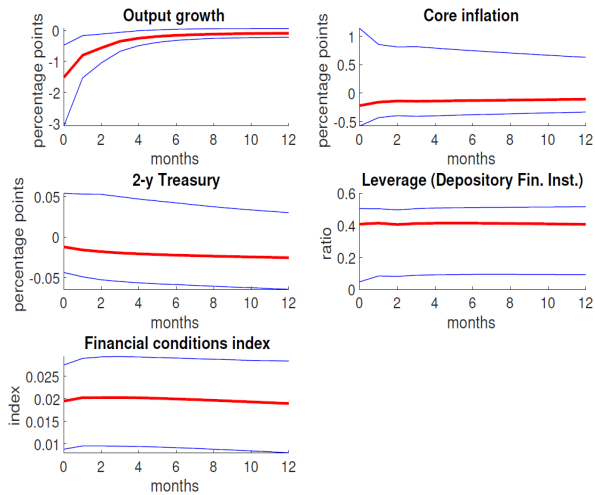 Output growth
percentage points
0
-1
-2
-3
0 2 4 6 8 10 12
months
Core inflation
percentage points
1
0.5
0
-0.5
0 2 4 6 8 10 12
months
2-y Treasury
percentage points
0.05
0
-0.05
0 2 4 6 8 10 12
months
Leverage (Depository Fin. Inst.)
ratio
0.6
0.4
0.2
0
0 2 4 6 8 10 12
months
Financial conditions index
index
0.025
0.02
0.015
0.01
0 2 4 6 8 10 12
months